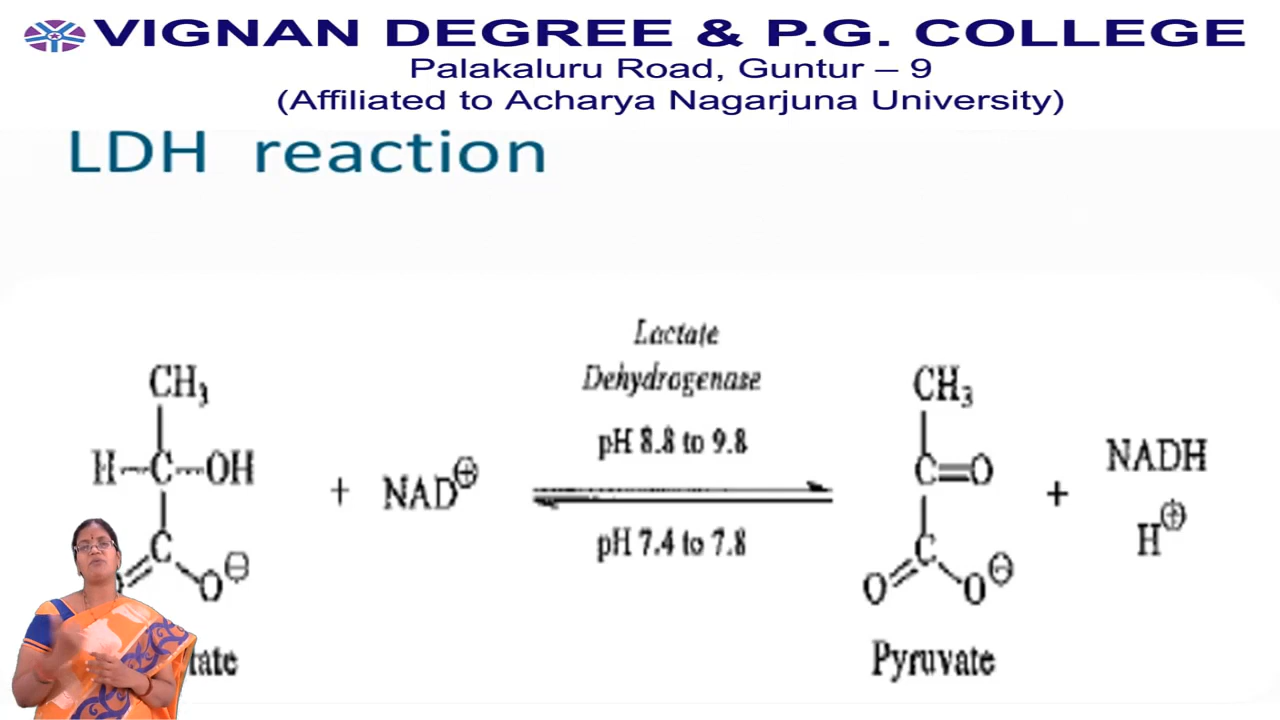 VIGNAN DEGREE & P.G. COLLEGE
Palakaluru Road, Guntur – 9
(Affiliated to Acharya Nagarjuna University)
LDH reaction
Lactate
Dehydrogenase
pH 8.8 to 9.8
pH 7.4 to 7.8
CH₃
H–C–OH
C
O⊖
+ NAD⊕
CH₃
C=O
C
O O⊖
Pyruvate
+
NADH
H⊕